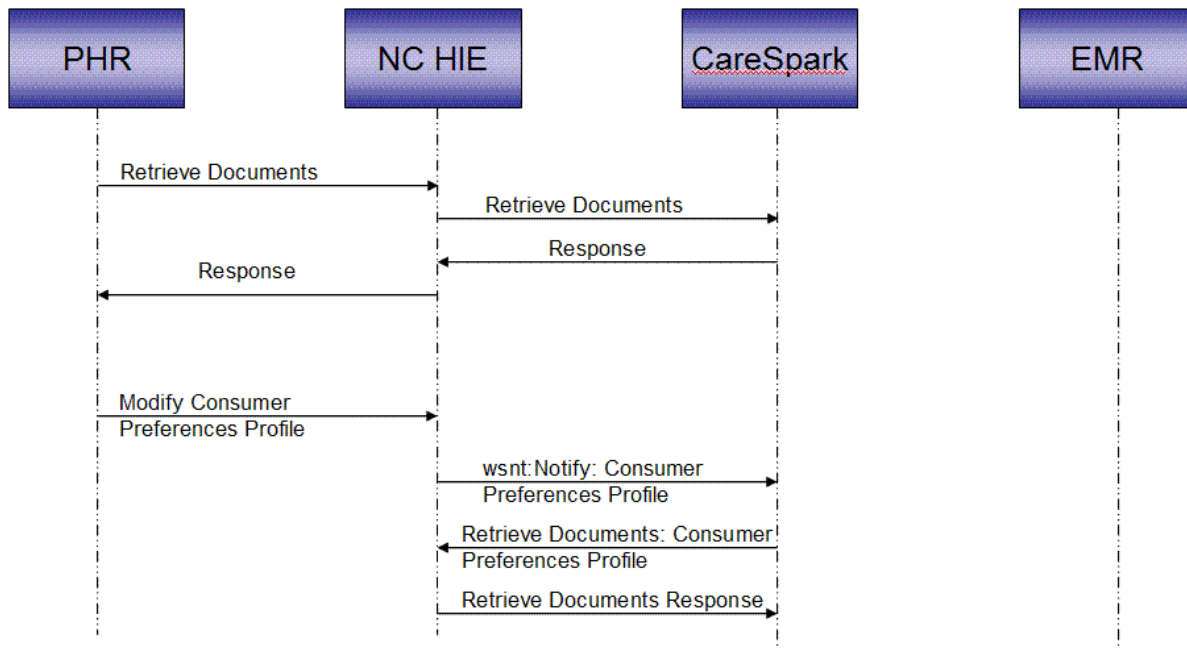 PHR
NC HIE
CareSpark
EMR
Retrieve Documents
Retrieve Documents
Response
Response
Modify Consumer
Preferences Profile
wsnt:Notify: Consumer
Preferences Profile
Retrieve Documents: Consumer
Preferences Profile
Retrieve Documents Response